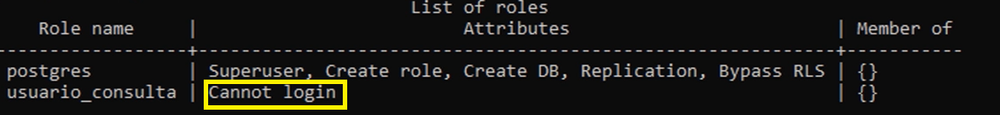 List of roles
Role name | Attributes | Member of
-------------------+------------------------------------------------------------+-----------
postgres | Superuser, Create role, Create DB, Replication, Bypass RLS | {}
usuario_consulta | Cannot login | {}